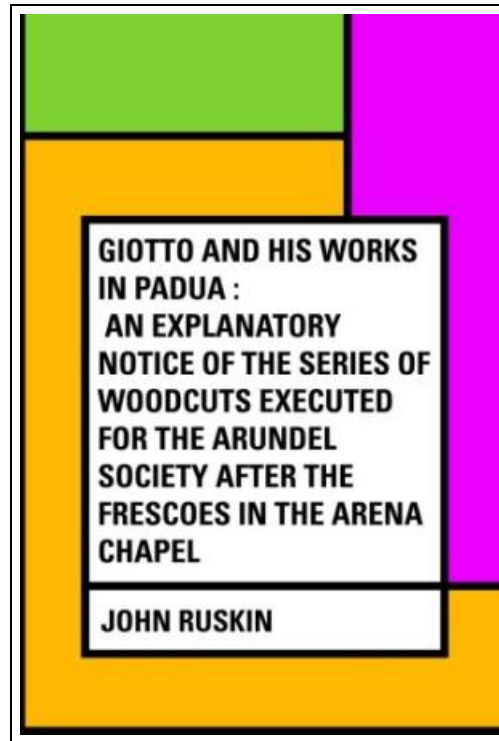 GIOTTO AND HIS WORKS
IN PADUA :
AN EXPLANATORY
NOTICE OF THE SERIES OF
WOODCUTS EXECUTED
FOR THE ARUNDEL
SOCIETY AFTER THE
FRESCOES IN THE ARENA
CHAPEL
JOHN RUSKIN